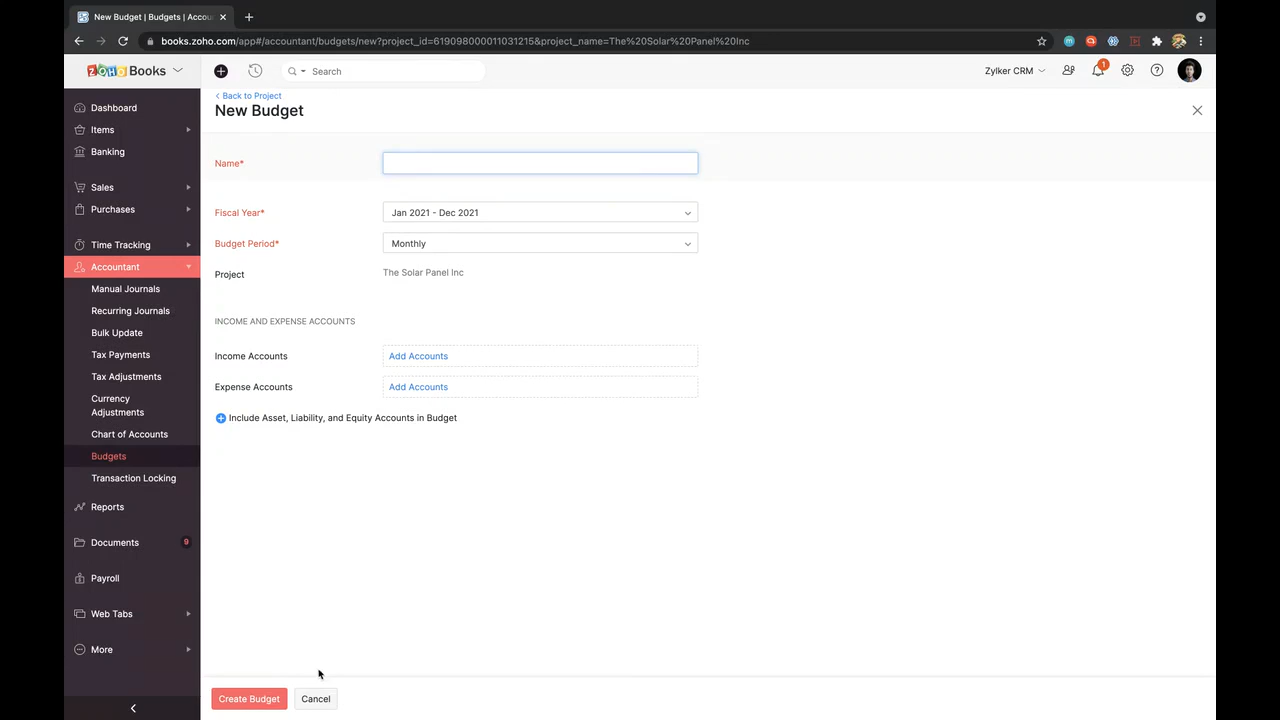 New Budget | Budgets | Accou
books.zoho.com/app#/accountant/budgets/new?project_id=619098000011031215&project_name=The%20Solar%20Panel%20Inc
ZOHO Books
Search
Zylker CRM
1
Dashboard
Items
Banking
Sales
Purchases
Time Tracking
Accountant
Manual Journals
Recurring Journals
Bulk Update
Tax Payments
Tax Adjustments
Currency
Adjustments
Chart of Accounts
Budgets
Transaction Locking
Reports
Documents
9
Payroll
Web Tabs
More
Back to Project
New Budget
Name*
Fiscal Year*
Jan 2021 - Dec 2021
Budget Period*
Monthly
Project
The Solar Panel Inc
INCOME AND EXPENSE ACCOUNTS
Income Accounts
Add Accounts
Expense Accounts
Add Accounts
Include Asset, Liability, and Equity Accounts in Budget
Create Budget
Cancel